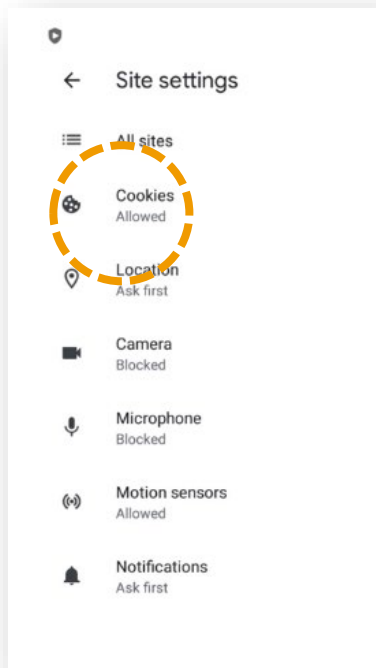 Site settings
All sites
Cookies
Allowed
Location
Ask first
Camera
Blocked
Microphone
Blocked
Motion sensors
Allowed
Notifications
Ask first